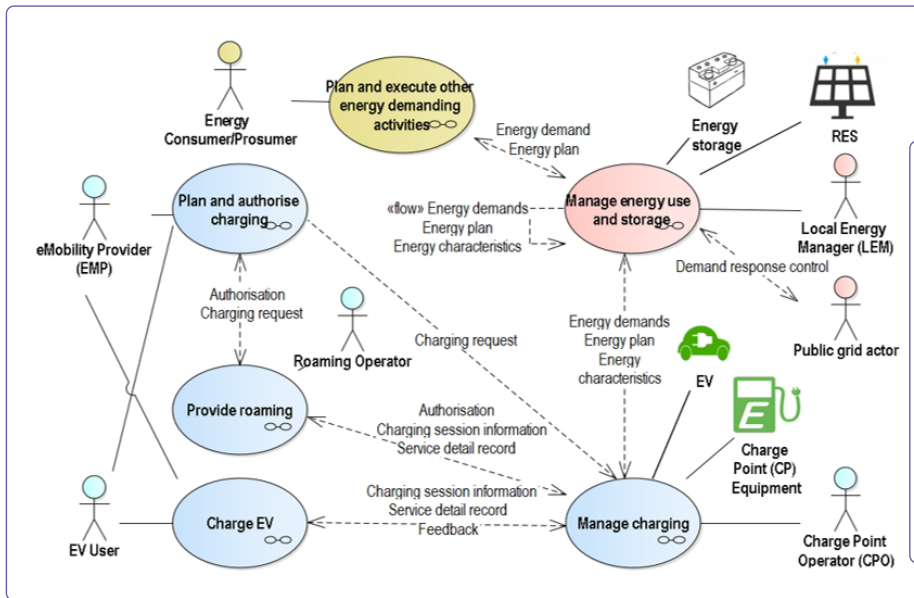 Energy
Consumer/Prosumer
Plan and execute other
energy demanding
activities
Energy demand
Energy plan
Energy
storage
RES
eMobility Provider
(EMP)
Plan and authorise
charging
«flow» Energy demands
Energy plan
Energy characteristics
Manage energy use
and storage
Local Energy
Manager (LEM)
Demand response control
Public grid actor
Authorisation
Charging request
Roaming Operator
Charging request
Energy demands
Energy plan
Energy
characteristics
EV
Provide roaming
Authorisation
Charging session information
Service detail record
E
Charge
Point (CP)
Equipment
EV User
Charge EV
Charging session information
Service detail record
Feedback
Manage charging
Charge Point
Operator (CPO)